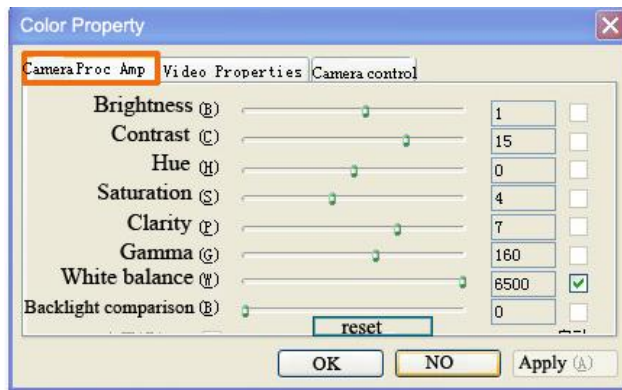 Color Property
CameraProc Amp Video Properties Camera control
Brightness (B) 1
Contrast (C) 15
Hue (H) 0
Saturation (S) 4
Clarity (P) 7
Gamma (G) 160
White balance (W) 6500
Backlight comparison (B) 0
reset
OK NO Apply (A)